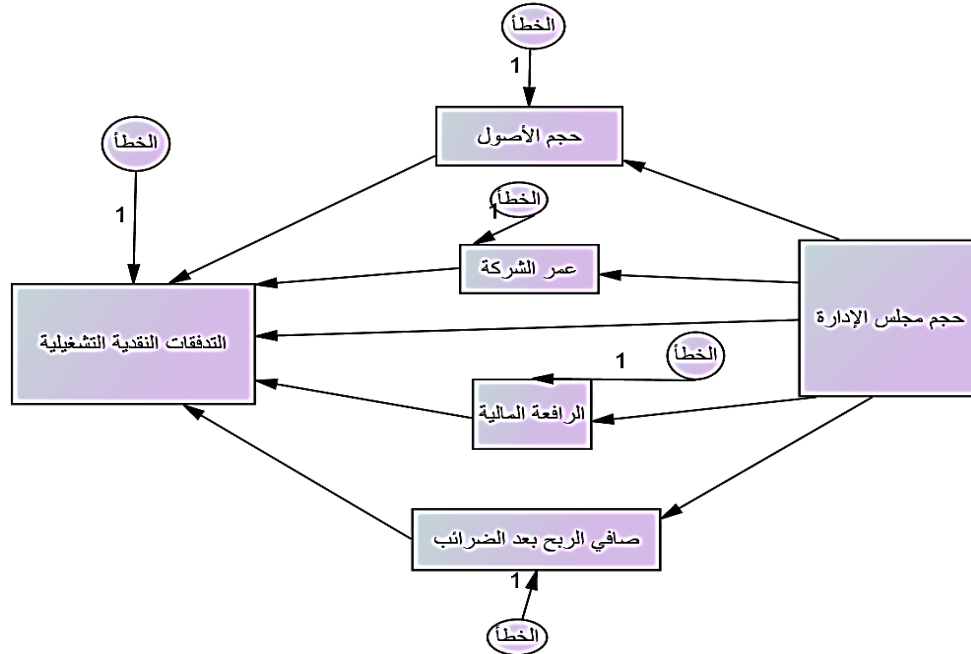 الخطأ
1
حجم الأصول
الخطأ
1
الخطأ
1
عمر الشركة
حجم مجلس الإدارة
التدفقات النقدية التشغيلية
الخطأ
1
الرافعة المالية
صافي الربح بعد الضرائب
1
الخطأ